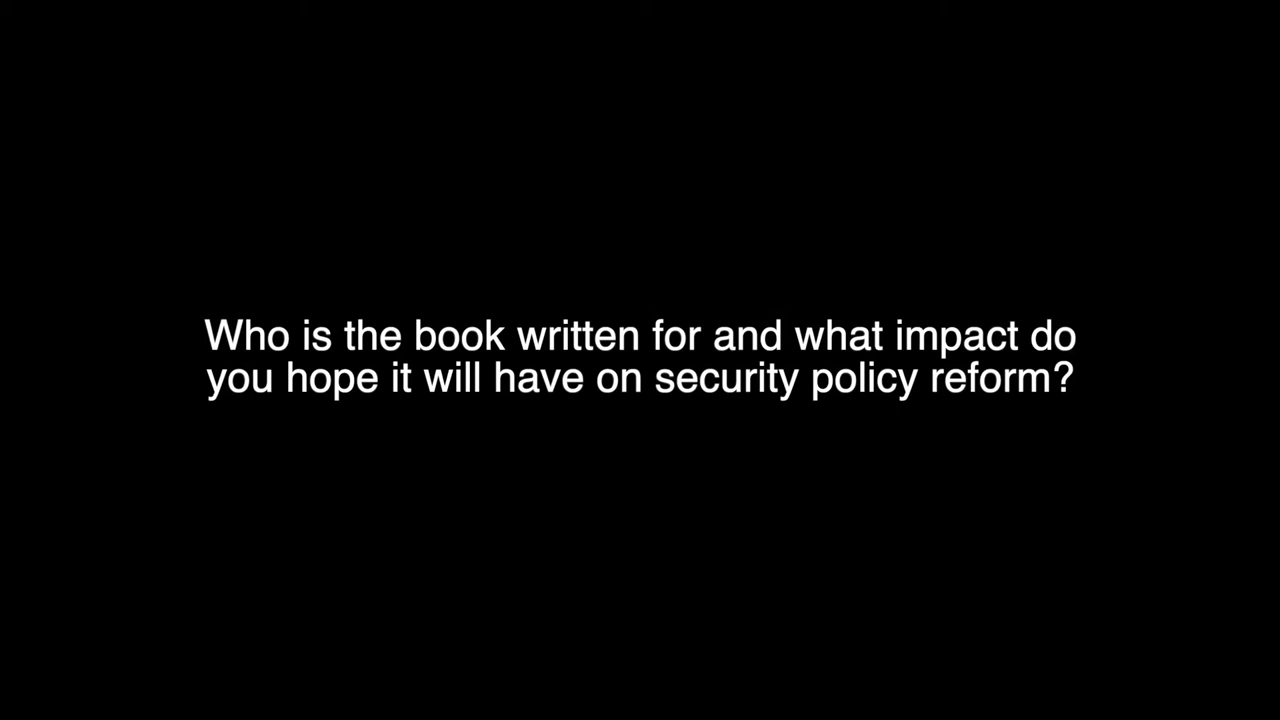 Who is the book written for and what impact do
you hope it will have on security policy reform?